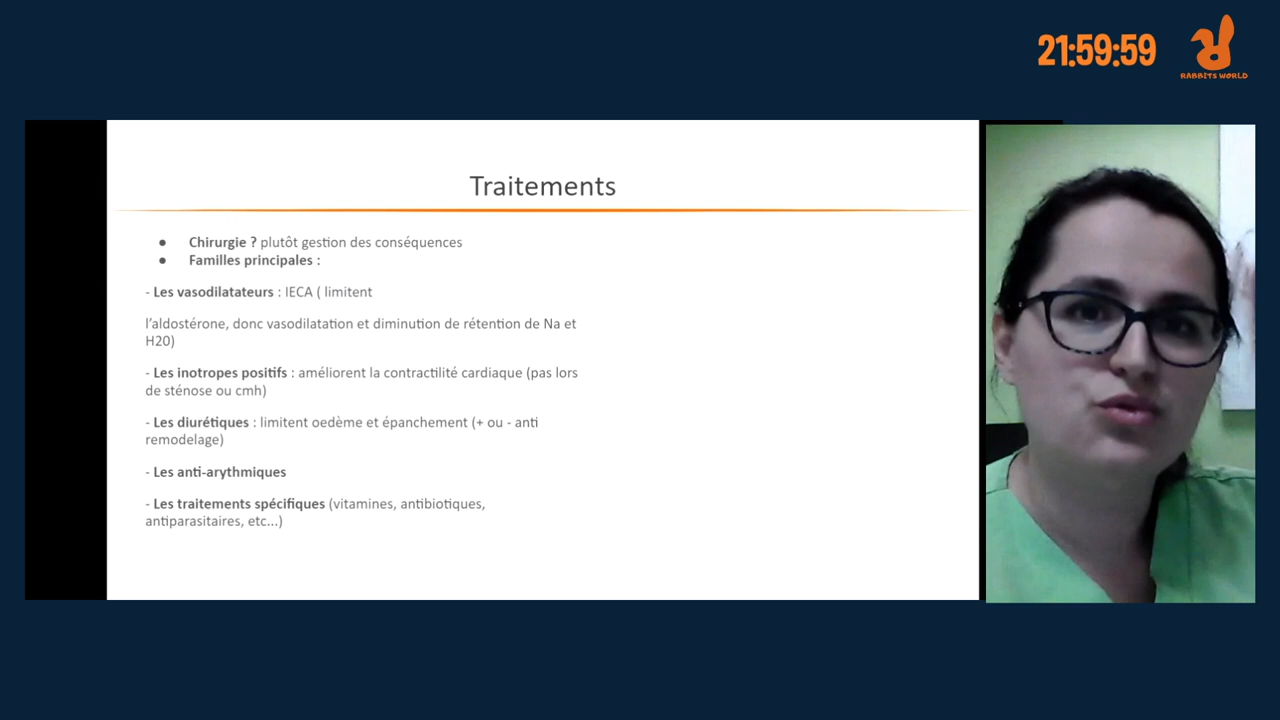 21:59:59
RABBITS WORLD
Traitements
● Chirurgie ? plutôt gestion des conséquences
● Familles principales :
- Les vasodilatateurs : IECA ( limitent
l'aldostérone, donc vasodilatation et diminution de rétention de Na et
H20)
- Les inotropes positifs : améliorent la contractilité cardiaque (pas lors
de sténose ou cmh)
- Les diurétiques : limitent oedème et épanchement (+ ou - anti
remodelage)
- Les anti-arythmiques
- Les traitements spécifiques (vitamines, antibiotiques,
antiparasitaires, etc...)